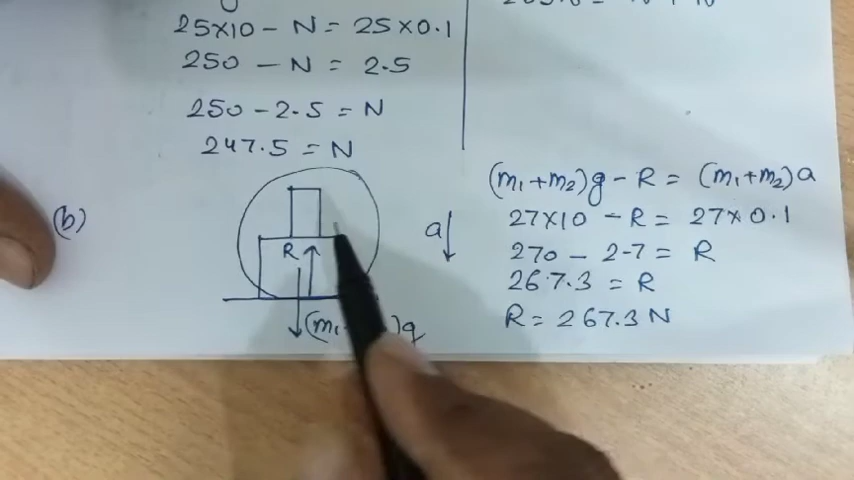 25×10 - N = 25×0.1
250 - N = 2.5
250 - 2.5 = N
247.5 = N
(b)
R
a
(m₁ )g
(m₁+m₂)g - R = (m₁+m₂)a
27×10 - R = 27×0.1
270 - 2.7 = R
267.3 = R
R = 267.3 N